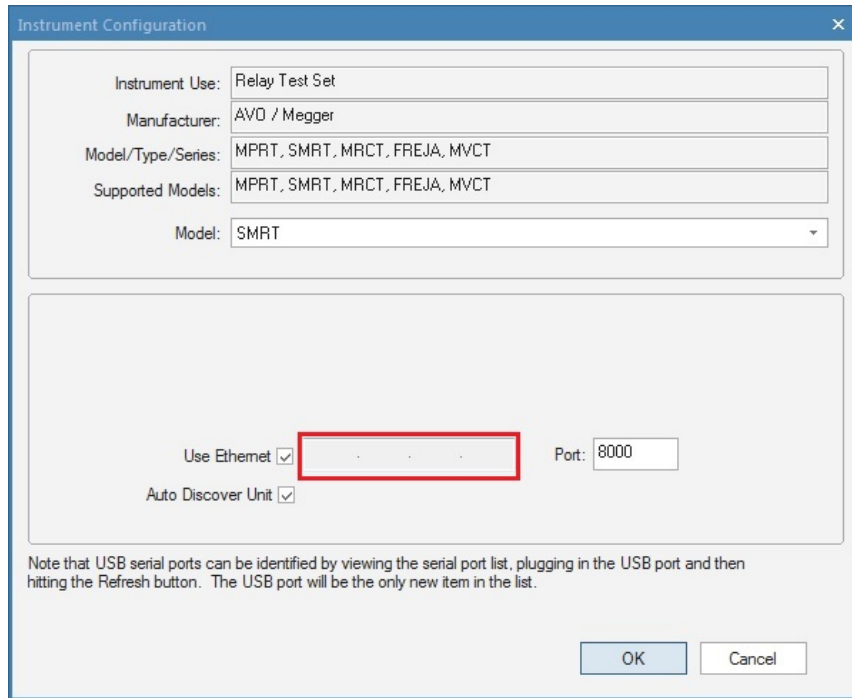 Instrument Configuration
Instrument Use: Relay Test Set
Manufacturer: AVO / Megger
Model/Type/Series: MPRT, SMRT, MRCT, FREJA, MVCT
Supported Models: MPRT, SMRT, MRCT, FREJA, MVCT
Model: SMRT
Use Ethernet . . . Port: 8000
Auto Discover Unit
Note that USB serial ports can be identified by viewing the serial port list, plugging in the USB port and then
hitting the Refresh button. The USB port will be the only new item in the list.
OK Cancel